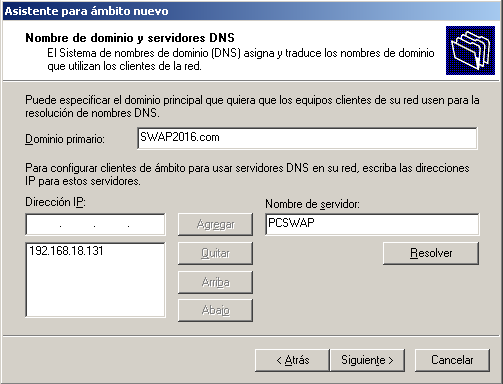 Asistente para ámbito nuevo
Nombre de dominio y servidores DNS
El Sistema de nombres de dominio (DNS) asigna y traduce los nombres de dominio
que utilizan los clientes de la red.
Puede especificar el dominio principal que quiera que los equipos clientes de su red usen para la
resolución de nombres DNS.
Dominio primario: SWAP2016.com
Para configurar clientes de ámbito para usar servidores DNS en su red, escriba las direcciones
IP para estos servidores.
Dirección IP: Nombre de servidor:
. . . Agregar PCSWAP
192.168.18.131 Quitar Resolver
Arriba
Abajo
< Atrás Siguiente > Cancelar